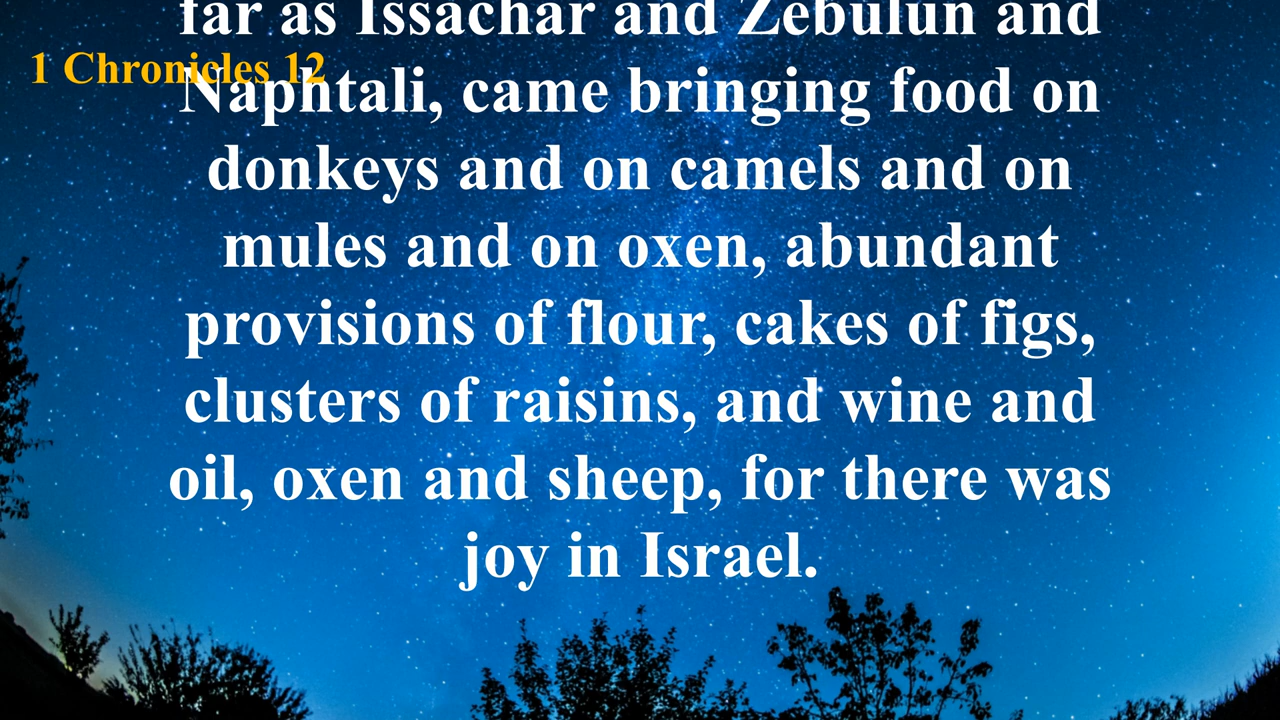 far as Issachar and Zebulun and
1 Chronicles 12
Naphtali, came bringing food on
donkeys and on camels and on
mules and on oxen, abundant
provisions of flour, cakes of figs,
clusters of raisins, and wine and
oil, oxen and sheep, for there was
joy in Israel.